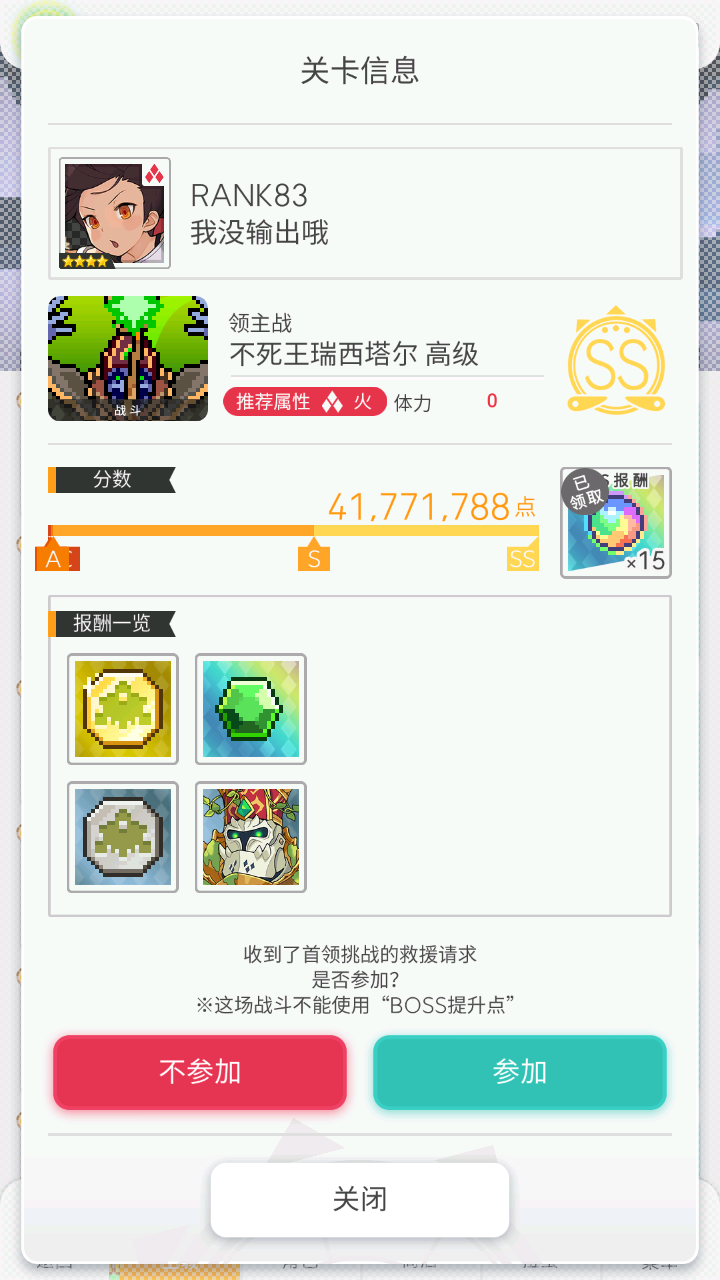 关卡信息
RANK83
我没输出哦
领主战
不死王瑞西塔尔 高级
战斗
推荐属性 火 体力 0
SS
分数
41,771,788点
A
S
SS
已领取
S报酬
×15
报酬一览
收到了首领挑战的救援请求
是否参加?
※这场战斗不能使用“BOSS提升点”
不参加
参加
关闭